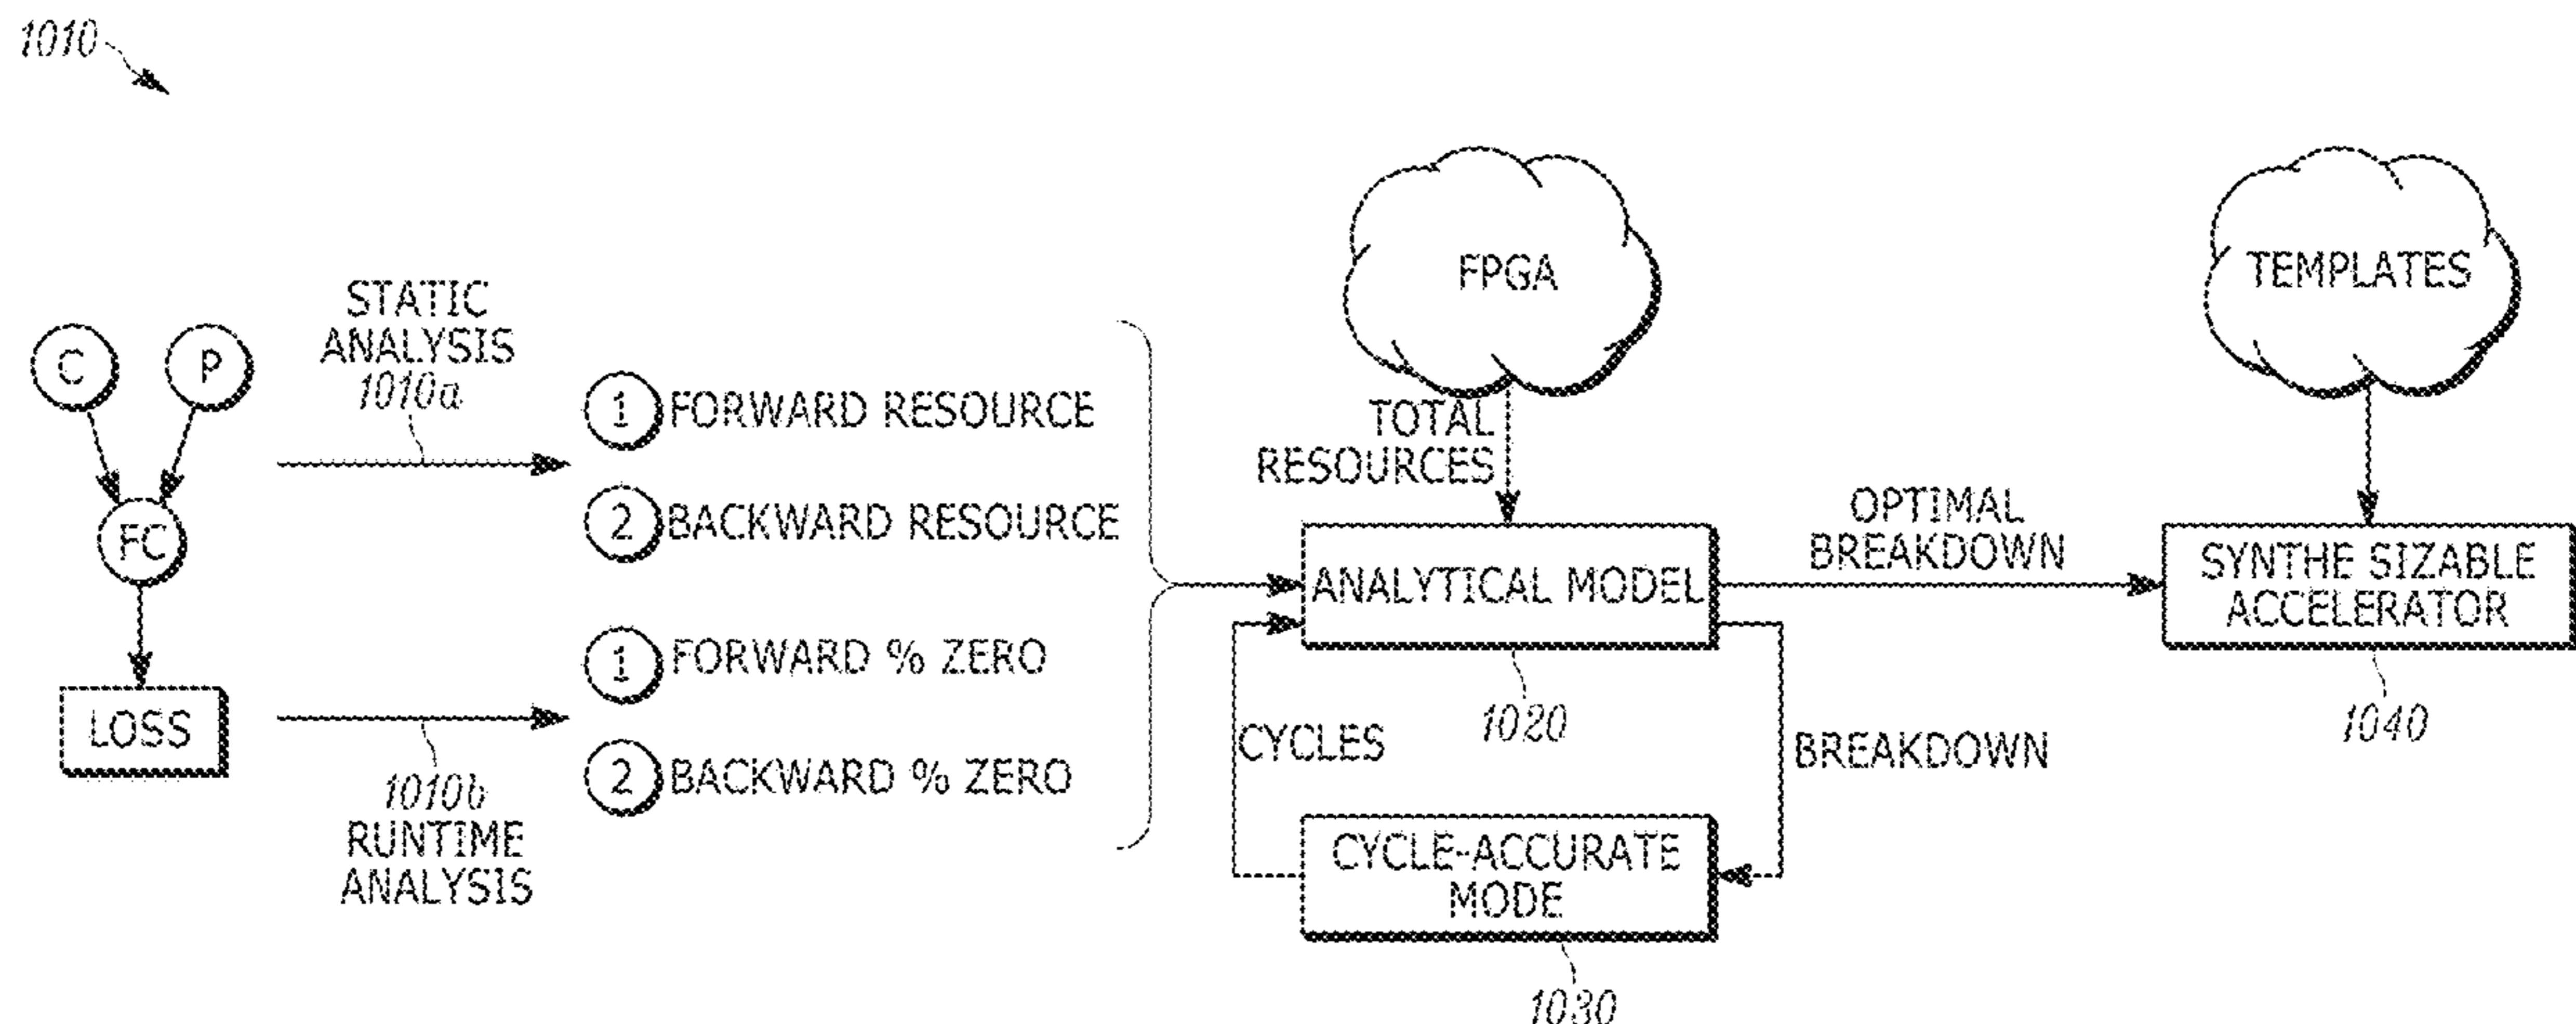 1010
STATIC
ANALYSIS
1010a
C
P
FC
LOSS
1 FORWARD RESOURCE
2 BACKWARD RESOURCE
1 FORWARD % ZERO
2 BACKWARD % ZERO
1010b
RUNTIME
ANALYSIS
FPGA
TOTAL
RESOURCES
ANALYTICAL MODEL
1020
CYCLES
BREAKDOWN
CYCLE-ACCURATE
MODE
1030
OPTIMAL
BREAKDOWN
TEMPLATES
SYNTHE SIZABLE
ACCELERATOR
1040